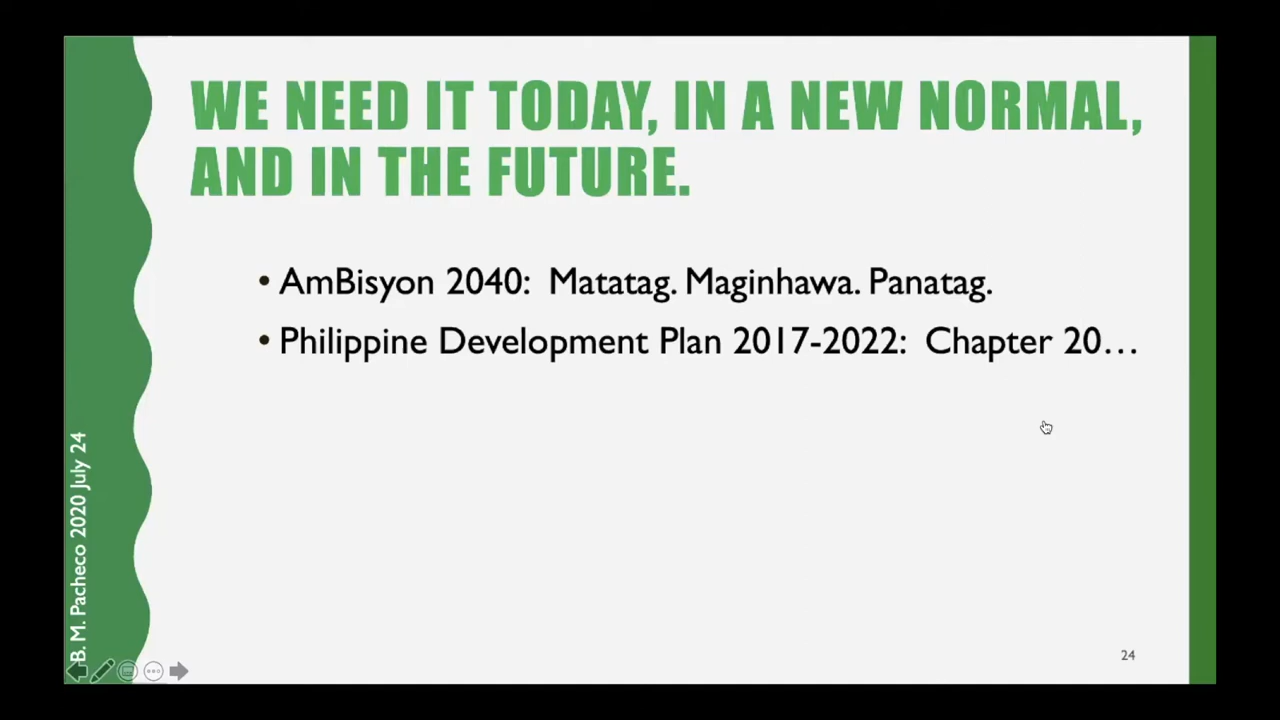 WE NEED IT TODAY, IN A NEW NORMAL,
AND IN THE FUTURE.
• AmBisyon 2040: Matatag. Maginhawa. Panatag.
• Philippine Development Plan 2017-2022: Chapter 20…
B. M. Pacheco 2020 July 24
24